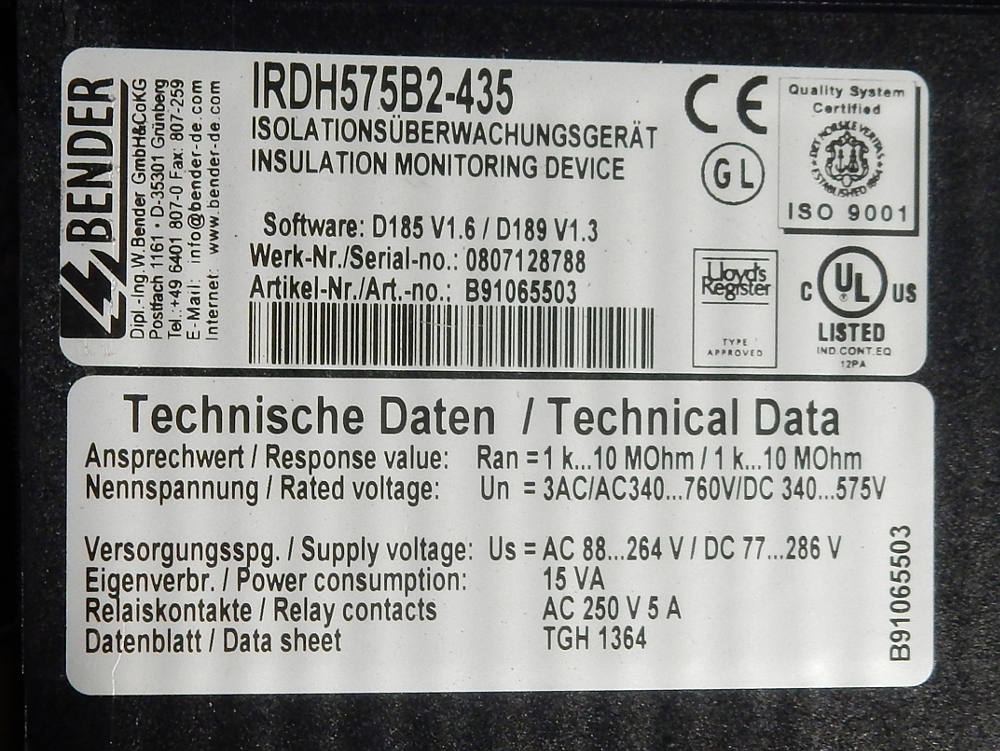 BENDER
Dipl.-Ing. W. Bender GmbH&CoKG
Postfach 1161 • D-35301 Grünberg
Tel.:+49 6401 807-0 Fax: 807-259
E-Mail: info@bender-de.com
Internet: www.bender-de.com
IRDH575B2-435
ISOLATIONSÜBERWACHUNGSGERÄT
INSULATION MONITORING DEVICE
Software: D185 V1.6 / D189 V1.3
Werk-Nr./Serial-no.: 0807128788
Artikel-Nr./Art.-no.: B91065503
CE
GL
Quality System
Certified
DET NORSKE VERITAS
ESTABLISHED 1864
ISO 9001
Lloyd's
Register
TYPE
APPROVED
C UL US
®
LISTED
IND.CONT.EQ
12PA
Technische Daten / Technical Data
Ansprechwert / Response value: Ran = 1 k...10 MOhm / 1 k...10 MOhm
Nennspannung / Rated voltage: Un = 3AC/AC340...760V/DC 340...575V
Versorgungsspg. / Supply voltage: Us = AC 88...264 V / DC 77...286 V
Eigenverbr. / Power consumption: 15 VA
Relaiskontakte / Relay contacts AC 250 V 5 A
Datenblatt / Data sheet TGH 1364
B91065503